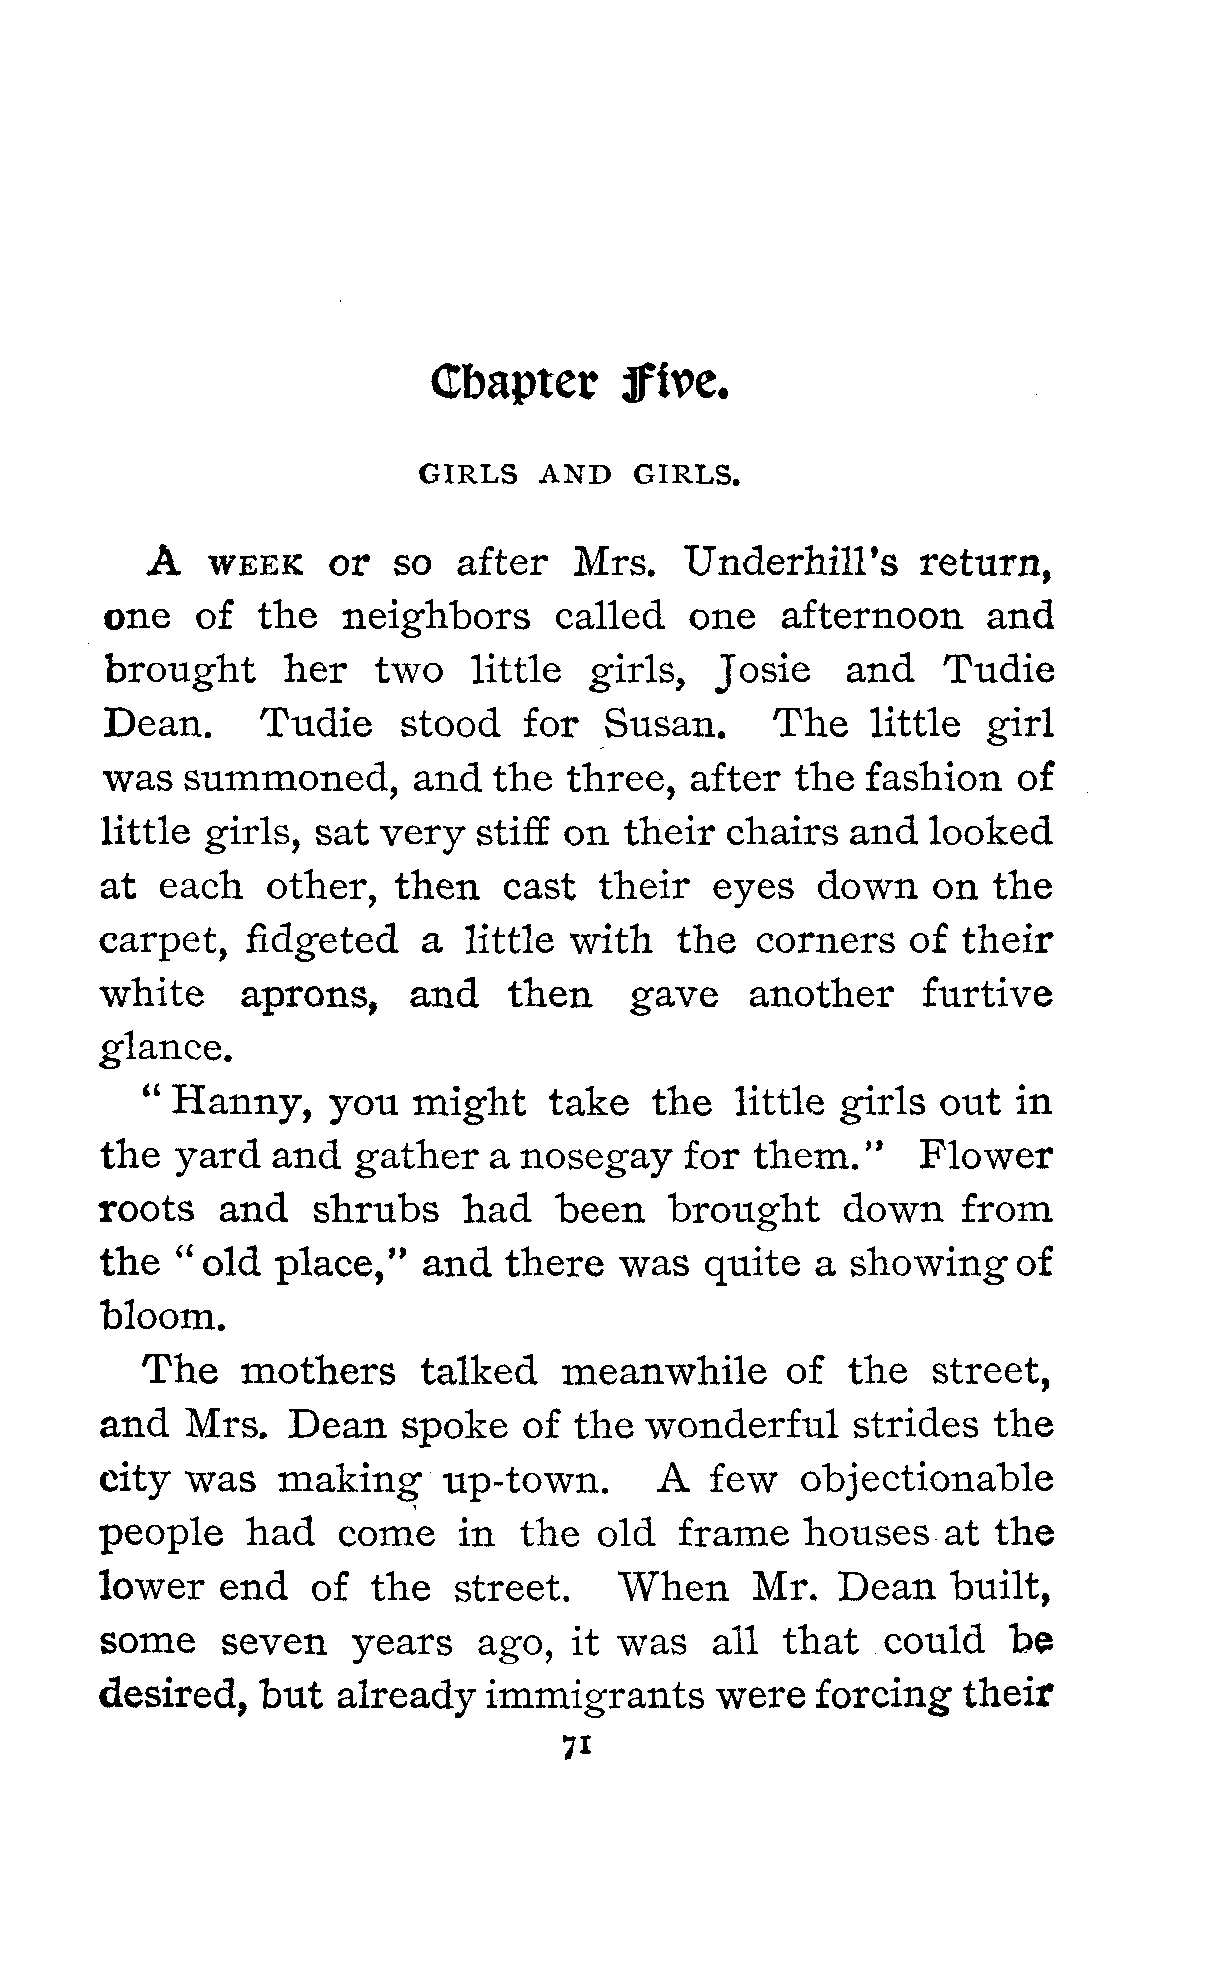 Chapter Five.
GIRLS AND GIRLS.
A WEEK or so after Mrs. Underhill's return,
one of the neighbors called one afternoon and
brought her two little girls, Josie and Tudie
Dean. Tudie stood for Susan. The little girl
was summoned, and the three, after the fashion of
little girls, sat very stiff on their chairs and looked
at each other, then cast their eyes down on the
carpet, fidgeted a little with the corners of their
white aprons, and then gave another furtive
glance.
"Hanny, you might take the little girls out in
the yard and gather a nosegay for them." Flower
roots and shrubs had been brought down from
the "old place," and there was quite a showing of
bloom.
The mothers talked meanwhile of the street,
and Mrs. Dean spoke of the wonderful strides the
city was making up-town. A few objectionable
people had come in the old frame houses at the
lower end of the street. When Mr. Dean built,
some seven years ago, it was all that could be
desired, but already immigrants were forcing their
71